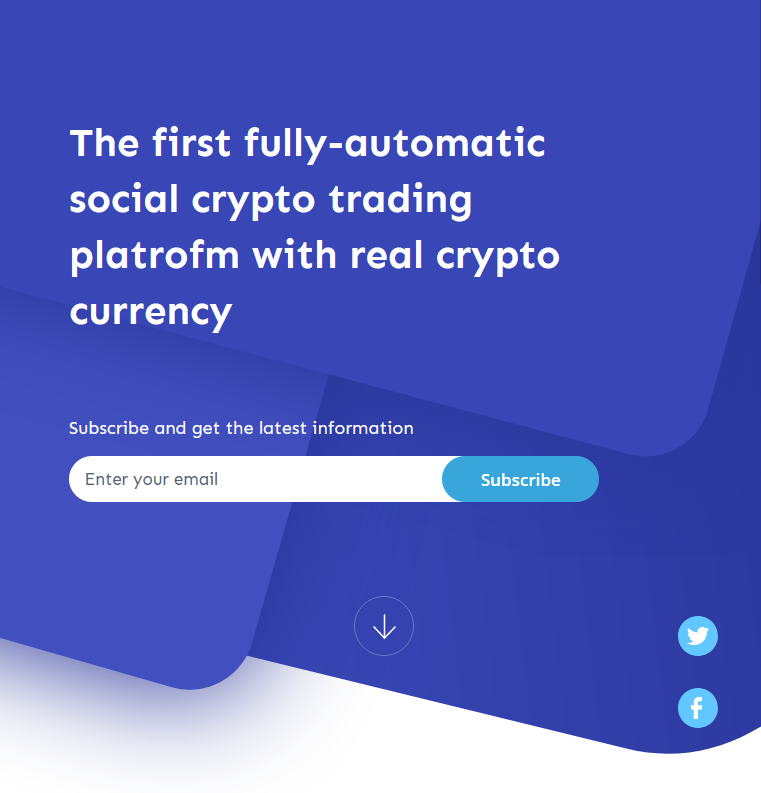 The first fully-automatic
social crypto trading
platrofm with real crypto
currency
Subscribe and get the latest information
Enter your email
Subscribe